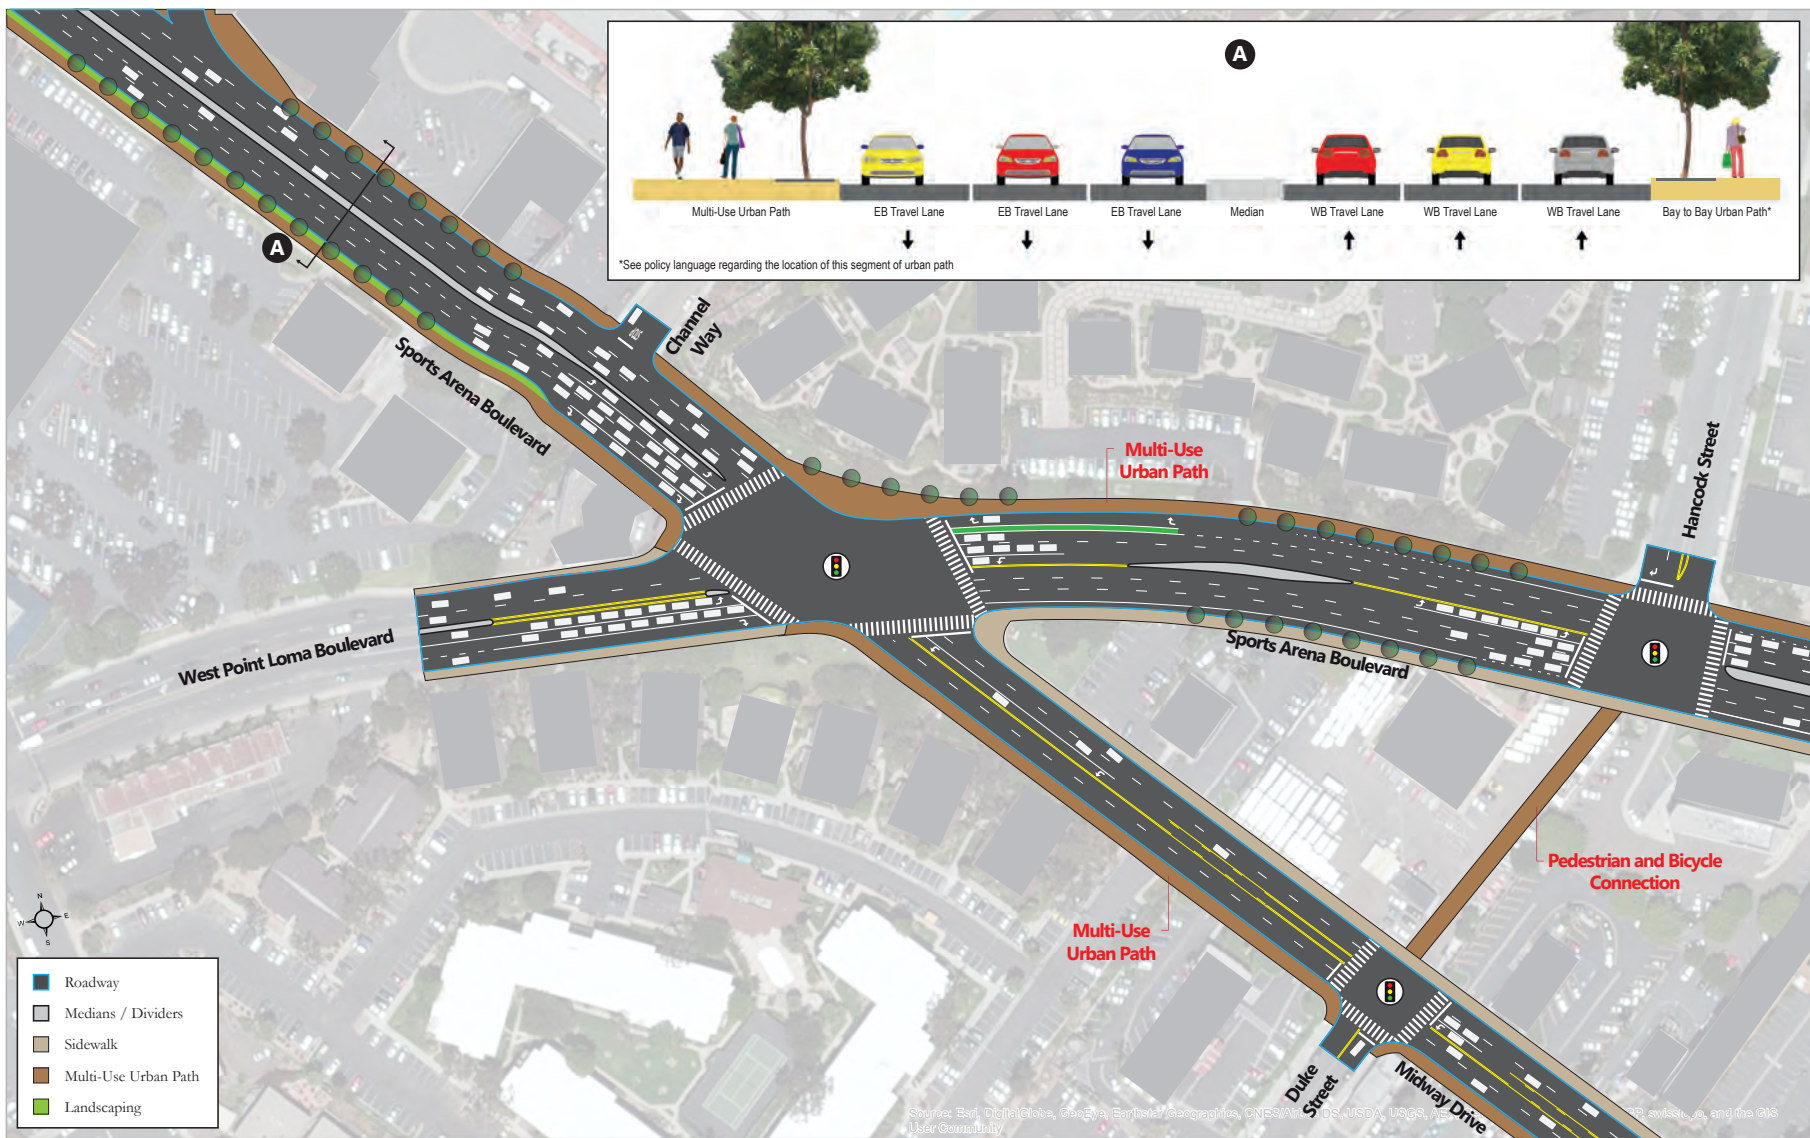 A
Multi-Use Urban Path
EB Travel Lane
EB Travel Lane
EB Travel Lane
Median
WB Travel Lane
WB Travel Lane
WB Travel Lane
Bay to Bay Urban Path*
*See policy language regarding the location of this segment of urban path
A
Channel
Way
Sports Arena Boulevard
Multi-Use
Urban Path
Hancock Street
West Point Loma Boulevard
Sports Arena Boulevard
Pedestrian and Bicycle
Connection
Multi-Use
Urban Path
N
W
E
S
Roadway
Medians / Dividers
Sidewalk
Multi-Use Urban Path
Landscaping
Duke
Street
Midway Drive
Source: Esri, DigitalGlobe, GeoEye, Earthstar Geographics, CNES/Airbus DS, USDA, USGS, and the GIS
User Community